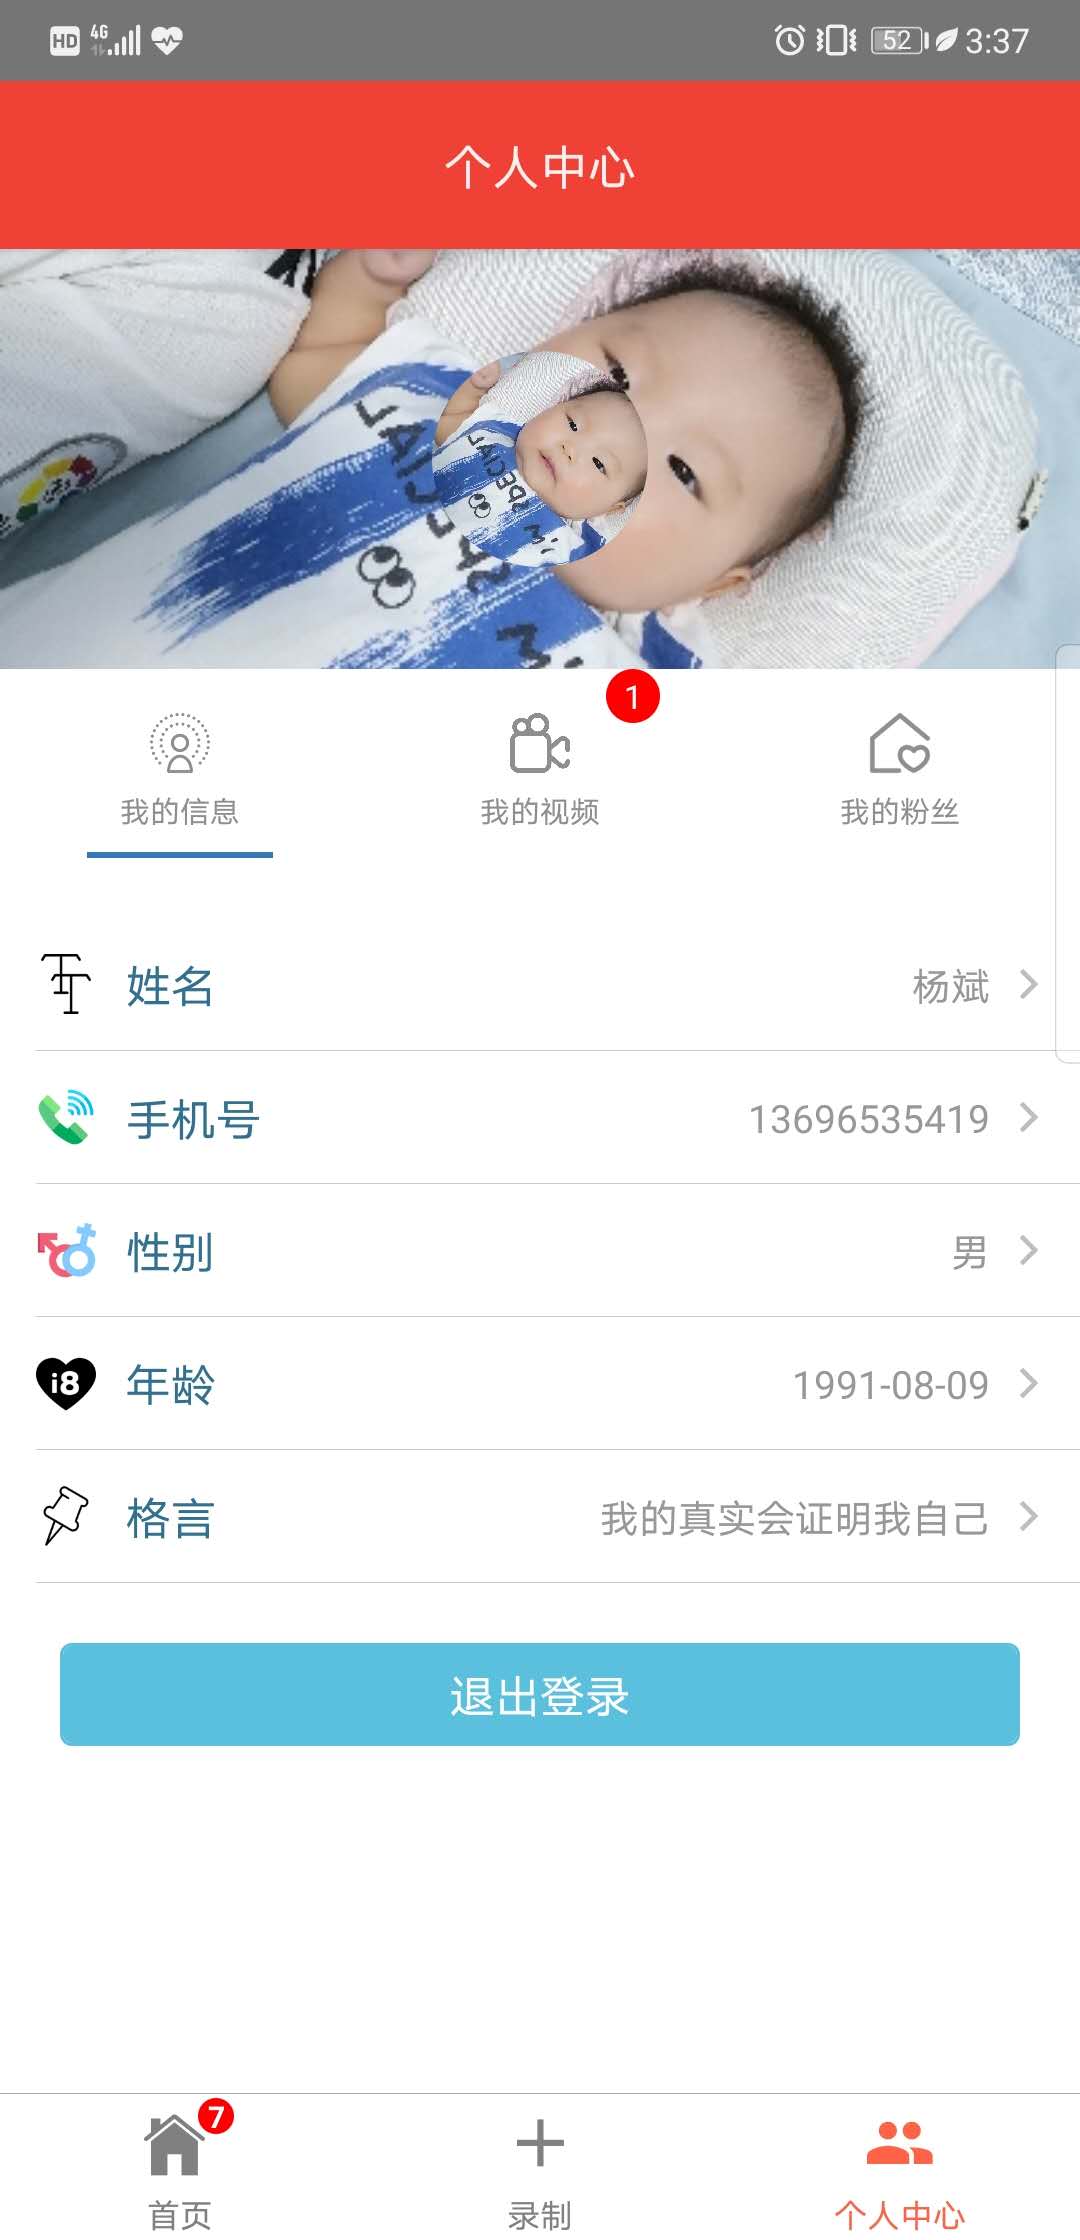 HD 4G 52 3:37
个人中心
1
我的信息 我的视频 我的粉丝
姓名 杨斌
手机号 13696535419
性别 男
i8 年龄 1991-08-09
格言 我的真实会证明我自己
退出登录
7
首页 录制 个人中心